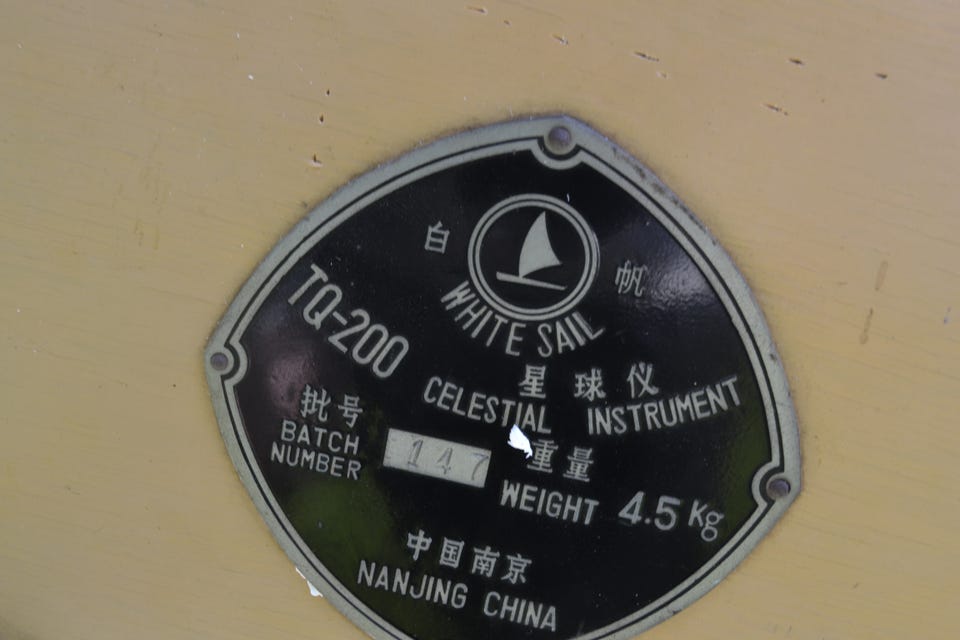 白 帆
WHITE SAIL
TQ-200
星球仪
CELESTIAL INSTRUMENT
批号
BATCH
NUMBER
147
重量
WEIGHT 4.5 Kg
中国南京
NANJING CHINA